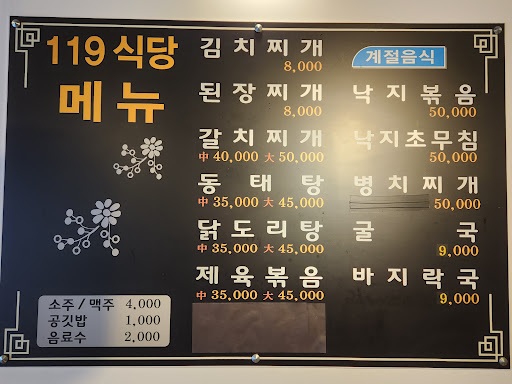 119 식당
메뉴
김치찌개
8,000
된장찌개
8,000
갈치찌개
中 40,000 大 50,000
동태탕
中 35,000 大 45,000
닭도리탕
中 35,000 大 45,000
제육볶음
中 35,000 大 45,000
계절음식
낙지볶음
50,000
낙지초무침
50,000
병치찌개
50,000
굴국
9,000
바지락국
9,000
소주/맥주 4,000
공깃밥 1,000
음료수 2,000